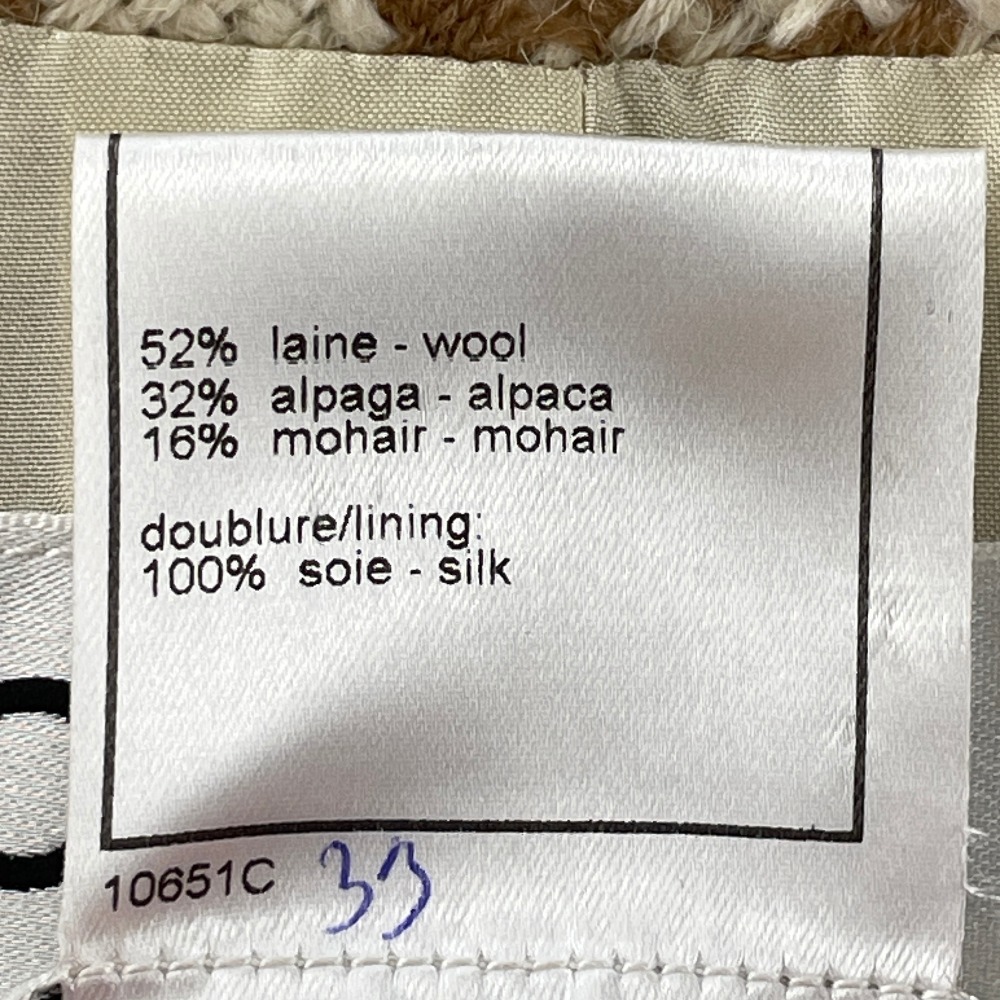 52% laine - wool
32% alpaga - alpaca
16% mohair - mohair
doublure/lining:
100% soie - silk
10651C 33